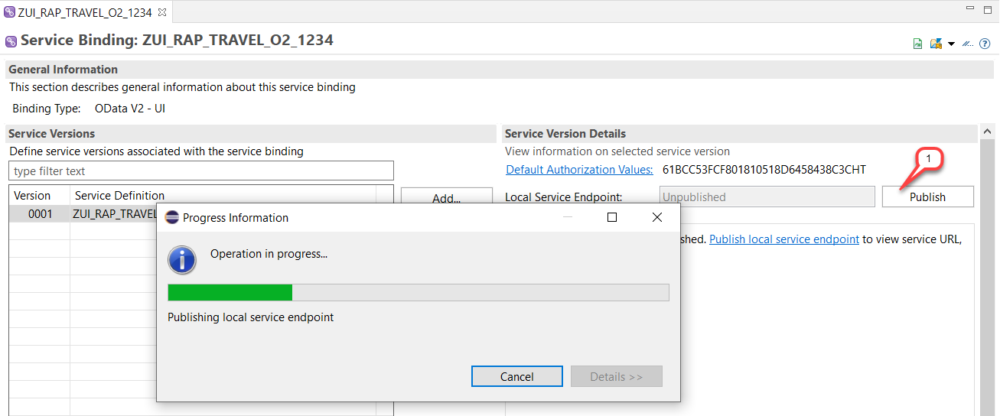 ZUI_RAP_TRAVEL_O2_1234
Service Binding: ZUI_RAP_TRAVEL_O2_1234
General Information
This section describes general information about this service binding
Binding Type: OData V2 - UI
Service Versions
Define service versions associated with the service binding
type filter text
Version Service Definition
0001 ZUI_RAP_TRAVEL
Add...
Service Version Details
View information on selected service version
Default Authorization Values: 61BCC53FCF801810518D6458438C3CHT
1
Local Service Endpoint: Unpublished Publish
shed. Publish local service endpoint to view service URL,
Progress Information
Operation in progress...
Publishing local service endpoint
Cancel Details >>